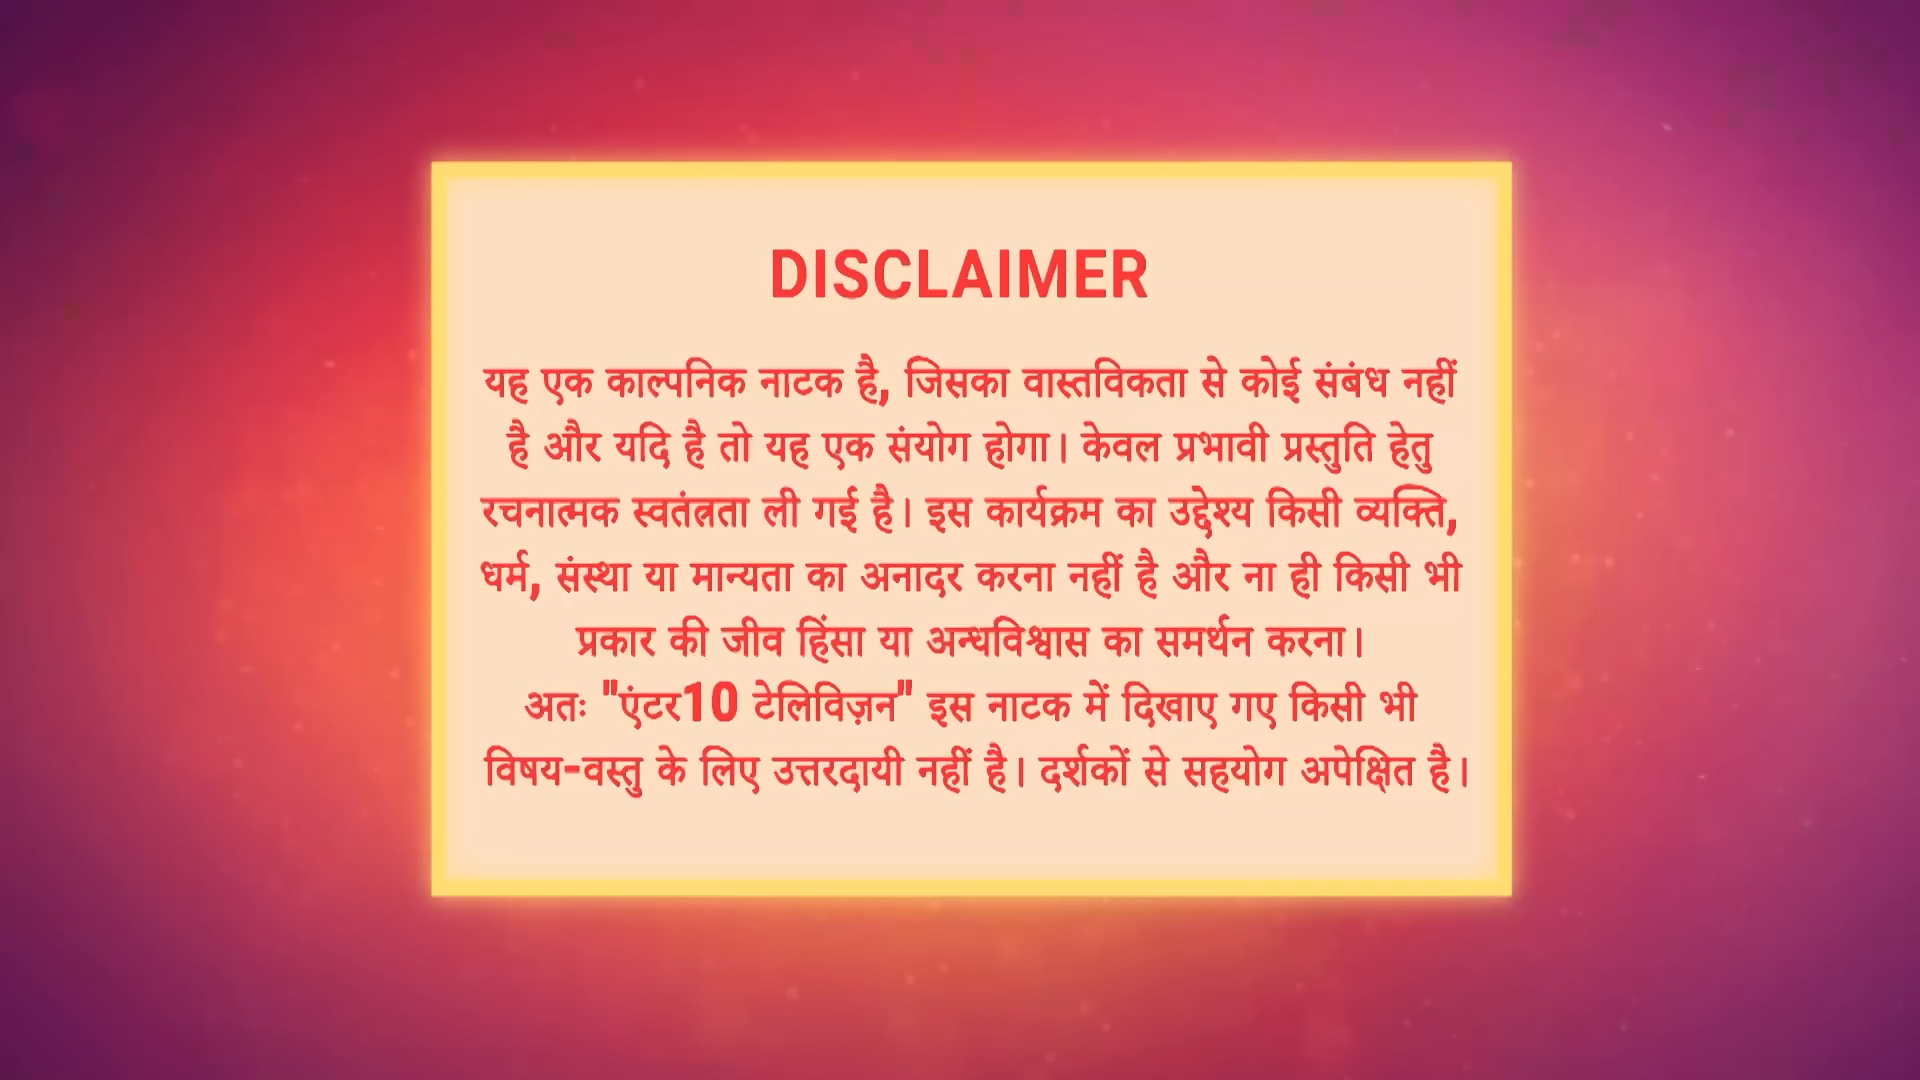 DISCLAIMER
यह एक काल्पनिक नाटक है, जिसका वास्तविकता से कोई संबंध नहीं
है और यदि है तो यह एक संयोग होगा। केवल प्रभावी प्रस्तुति हेतु
रचनात्मक स्वतंत्रता ली गई है। इस कार्यक्रम का उद्देश्य किसी व्यक्ति,
धर्म, संस्था या मान्यता का अनादर करना नहीं है और ना ही किसी भी
प्रकार की जीव हिंसा या अन्धविश्वास का समर्थन करना।
अतः "एंटर10 टेलिविज़न" इस नाटक में दिखाए गए किसी भी
विषय-वस्तु के लिए उत्तरदायी नहीं है। दर्शकों से सहयोग अपेक्षित है।